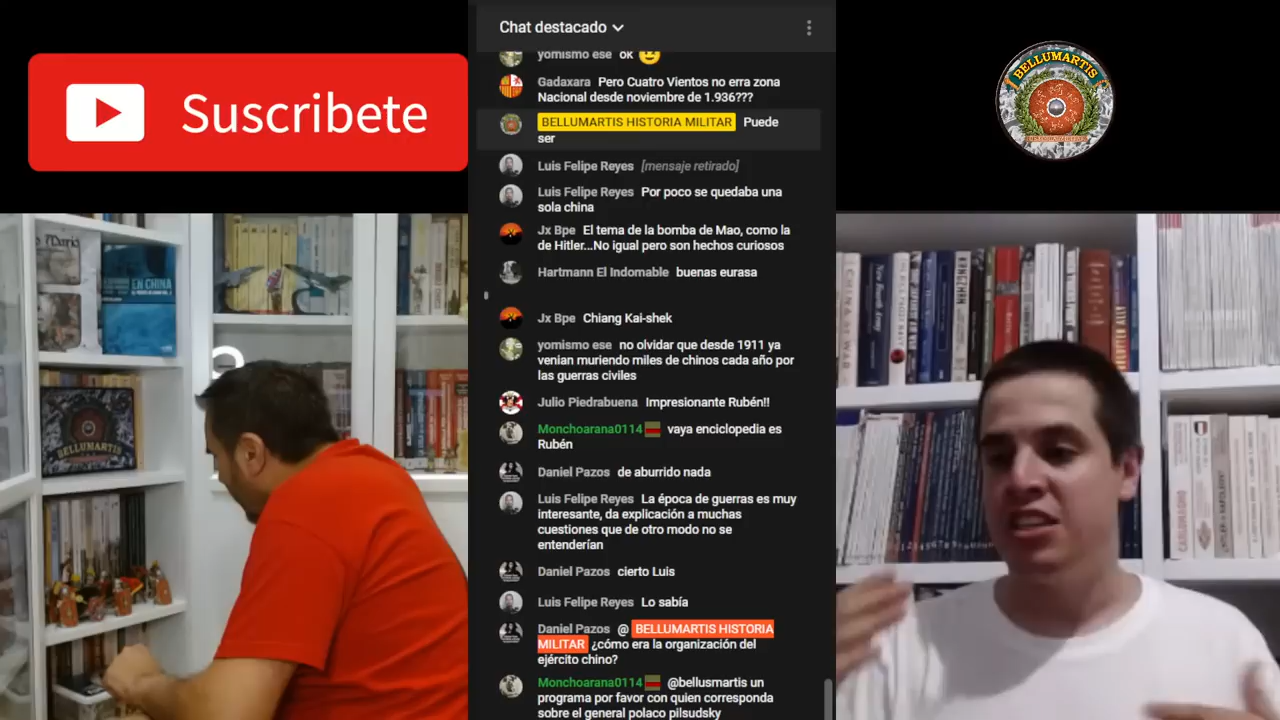 Suscribete
Chat destacado
yomismo ese ok
Gadaxara Pero Cuatro Vientos no erra zona
Nacional desde noviembre de 1.936???
BELLUMARTIS HISTORIA MILITAR Puede
ser
Luis Felipe Reyes [mensaje retirado]
Luis Felipe Reyes Por poco se quedaba una
sola china
Jx Bpe El tema de la bomba de Mao, como la
de Hitler...No igual pero son hechos curiosos
Hartmann El Indomable buenas eurasa
Jx Bpe Chiang Kai-shek
yomismo ese no olvidar que desde 1911 ya
venian muriendo miles de chinos cada año por
las guerras civiles
Julio Piedrabuena Impresionante Rubén!!
Monchoarana0114 vaya enciclopedia es
Rubén
Daniel Pazos de aburrido nada
Luis Felipe Reyes La época de guerras es muy
interesante, da explicación a muchas
cuestiones que de otro modo no se
entenderían
Daniel Pazos cierto Luis
Luis Felipe Reyes Lo sabía
Daniel Pazos @ BELLUMARTIS HISTORIA
MILITAR ¿cómo era la organización del
ejército chino?
Monchoarana0114 @bellusmartis un
programa por favor con quien corresponda
sobre el general polaco pilsudsky
BELLUMARTIS
EN CHINA
BELLUMARTIS
CHINA'S WAR